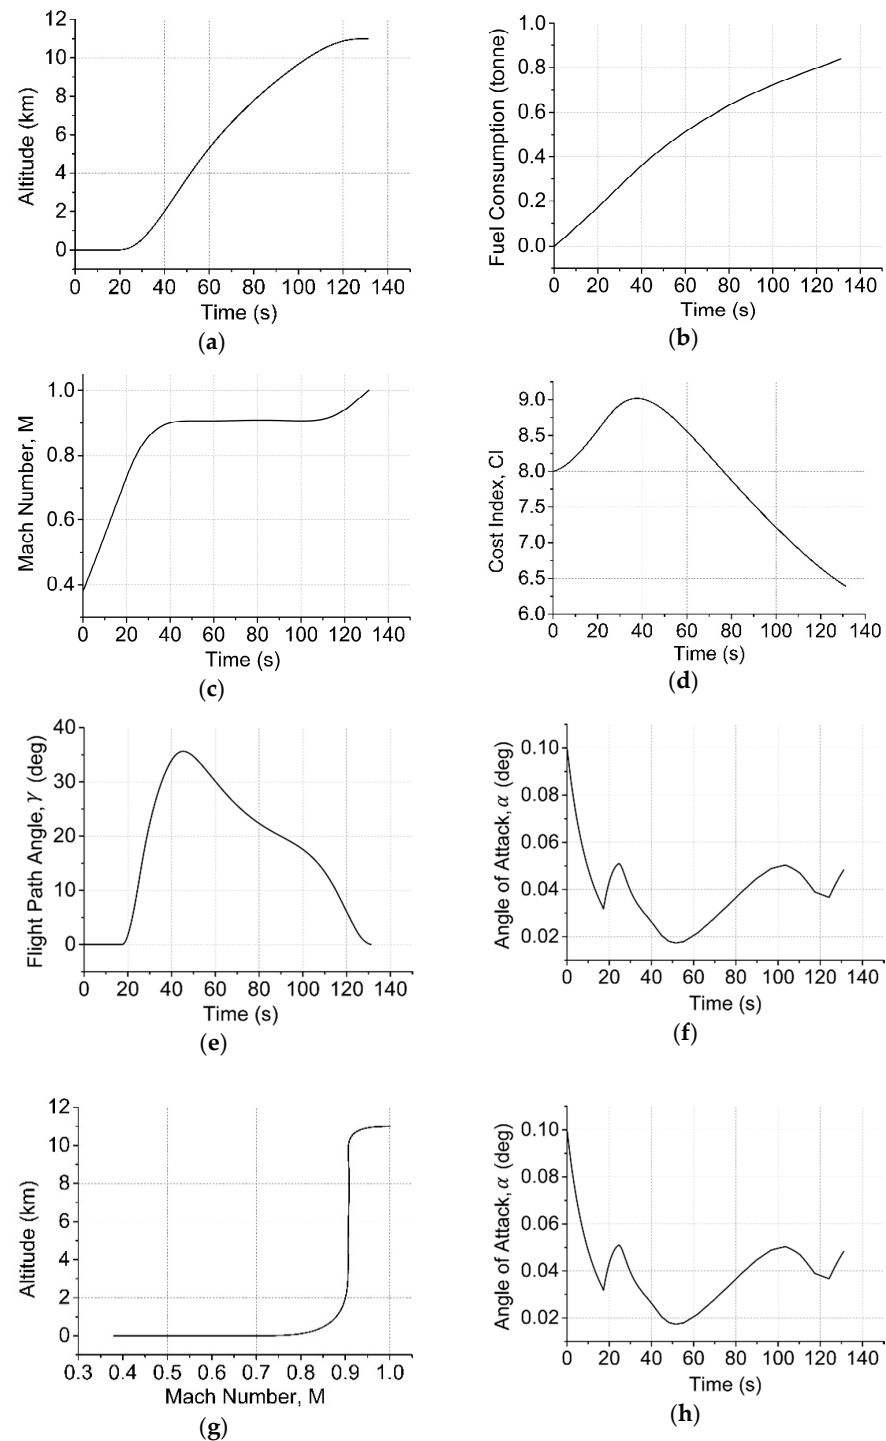 12
10
8
6
4
2
0
Altitude (km)
0 20 40 60 80 100 120 140
Time (s)
(a)
1.0
0.8
0.6
0.4
0.2
0.0
Fuel Consumption (tonne)
0 20 40 60 80 100 120 140
Time (s)
(b)
1.0
0.8
0.6
0.4
Mach Number, M
0 20 40 60 80 100 120 140
Time (s)
(c)
9.0
8.5
8.0
7.5
7.0
6.5
6.0
Cost Index, CI
0 20 40 60 80 100 120 140
Time (s)
(d)
40
30
20
10
0
Flight Path Angle, γ (deg)
0 20 40 60 80 100 120 140
Time (s)
(e)
0.10
0.08
0.06
0.04
0.02
Angle of Attack, α (deg)
0 20 40 60 80 100 120 140
Time (s)
(f)
12
10
8
6
4
2
0
Altitude (km)
0.3 0.4 0.5 0.6 0.7 0.8 0.9 1.0
Mach Number, M
(g)
0.10
0.08
0.06
0.04
0.02
Angle of Attack, α (deg)
0 20 40 60 80 100 120 140
Time (s)
(h)